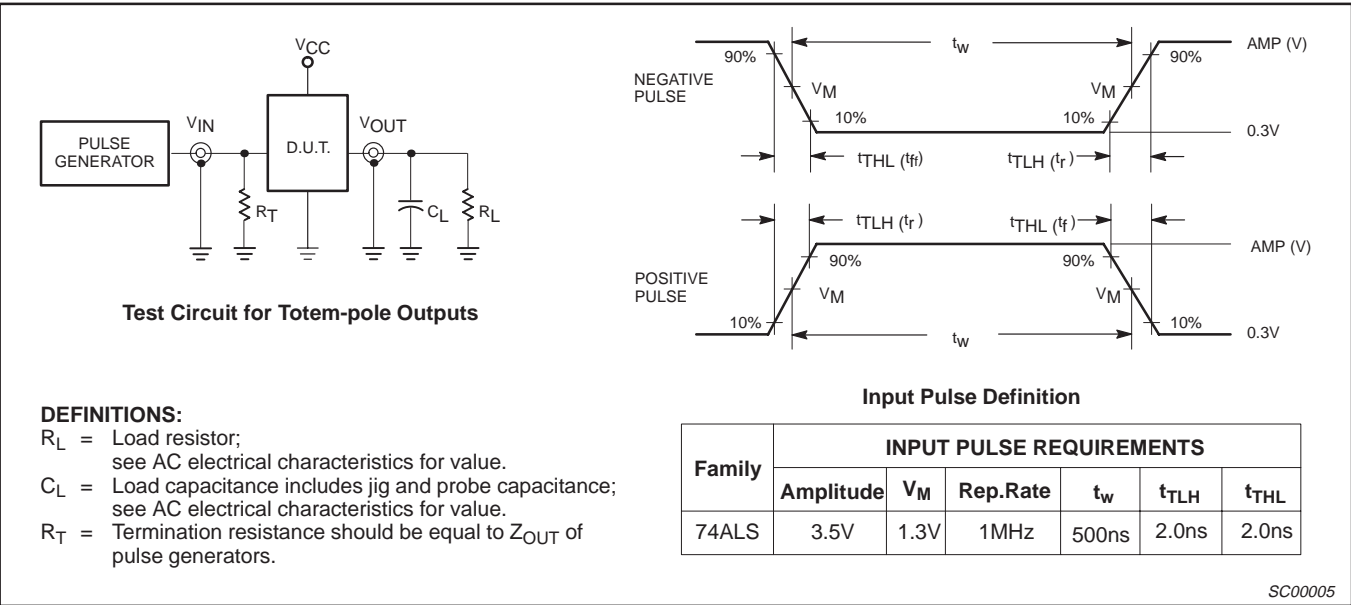 VCC
PULSE
GENERATOR
VIN
D.U.T.
VOUT
RT
CL
RL
Test Circuit for Totem-pole Outputs
NEGATIVE
PULSE
90%
tw
90%
AMP (V)
VM
VM
10%
10%
0.3V
tTHL (tff)
tTLH (tr)
tTLH (tr )
tTHL (tf)
AMP (V)
POSITIVE
PULSE
90%
90%
VM
VM
10%
tw
10%
0.3V
Input Pulse Definition
DEFINITIONS:
RL = Load resistor;
see AC electrical characteristics for value.
CL = Load capacitance includes jig and probe capacitance;
see AC electrical characteristics for value.
RT = Termination resistance should be equal to ZOUT of
pulse generators.
Family INPUT PULSE REQUIREMENTS
Amplitude VM Rep.Rate tw tTLH tTHL
74ALS 3.5V 1.3V 1MHz 500ns 2.0ns 2.0ns
SC00005